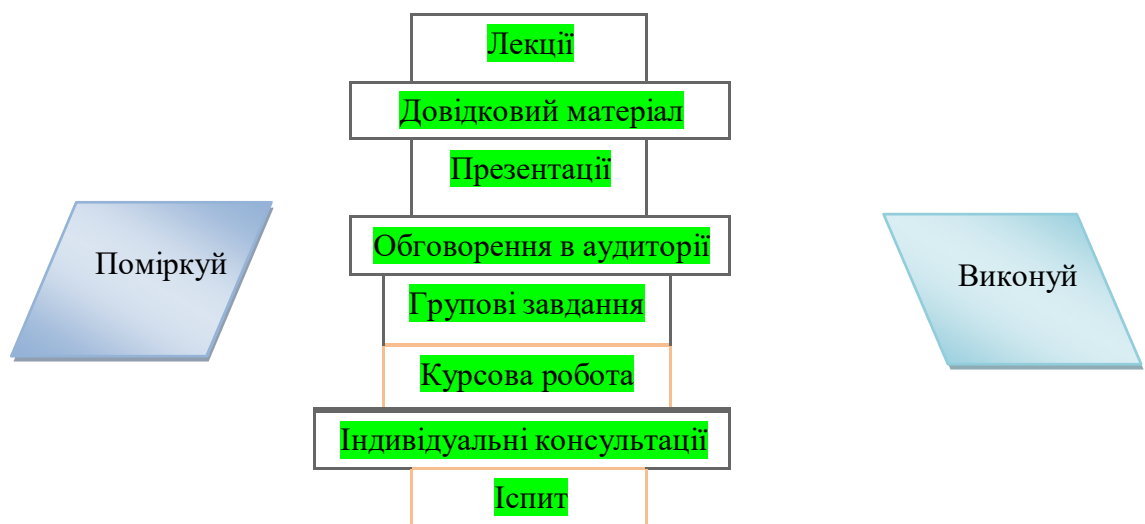 Лекції
Довідковий матеріал
Презентації
Поміркуй
Обговорення в аудиторії
Виконуй
Групові завдання
Курсова робота
Індивідуальні консультації
Іспит